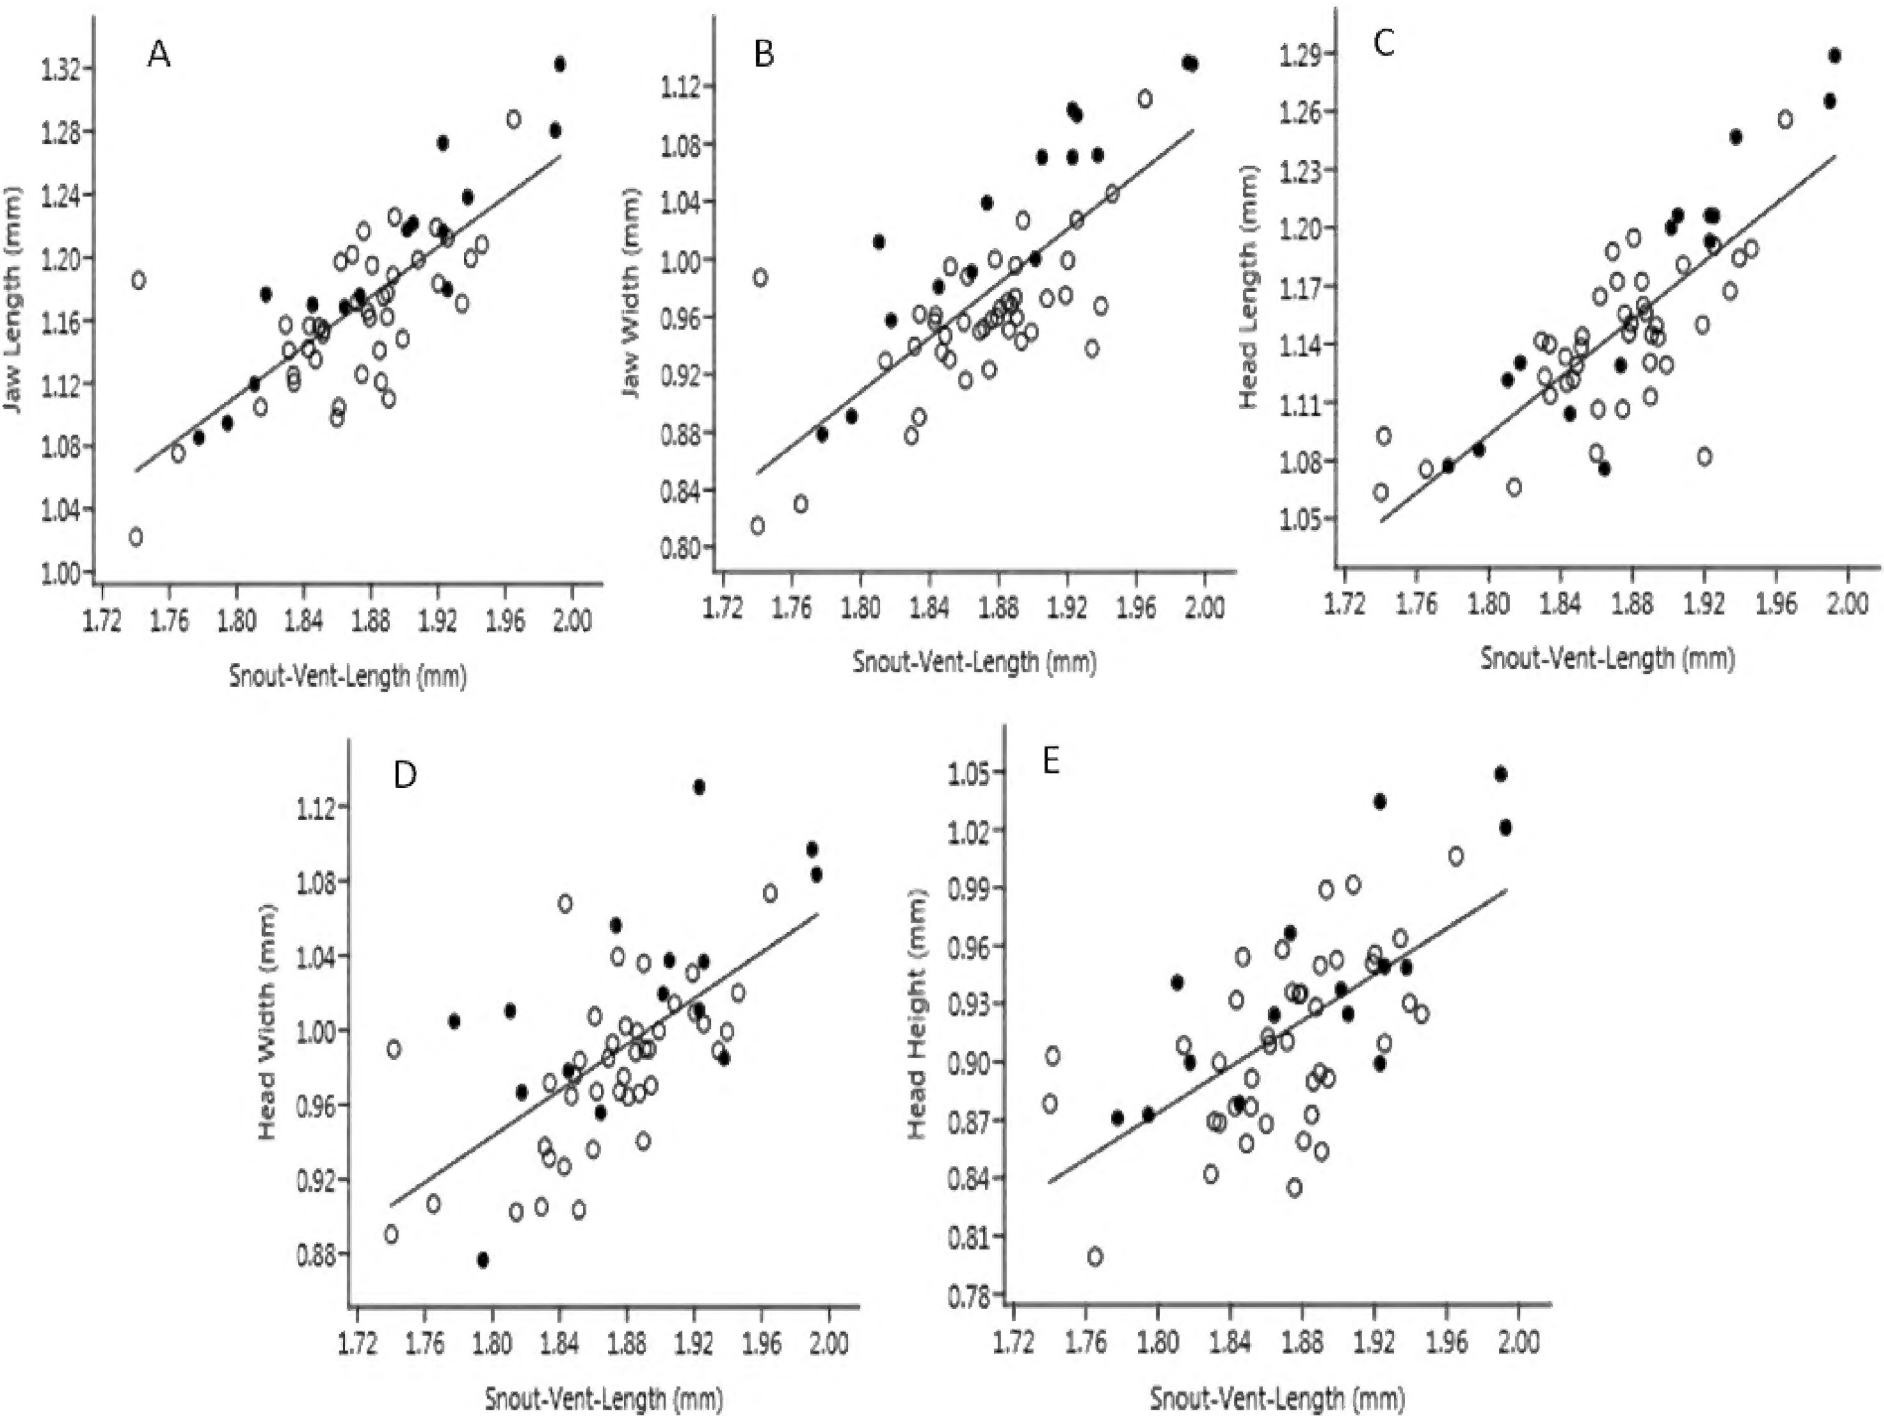 A
1.32
1.28
1.24
1.20
1.16
1.12
1.08
1.04
1.00
Jaw Length (mm)
1.72 1.76 1.80 1.84 1.88 1.92 1.96 2.00
Snout-Vent-Length (mm)
B
1.12
1.08
1.04
1.00
0.96
0.92
0.88
0.84
0.80
Jaw Width (mm)
1.72 1.76 1.80 1.84 1.88 1.92 1.96 2.00
Snout-Vent-Length (mm)
C
1.29
1.26
1.23
1.20
1.17
1.14
1.11
1.08
1.05
Head Length (mm)
1.72 1.76 1.80 1.84 1.88 1.92 1.96 2.00
Snout-Vent-Length (mm)
D
1.12
1.08
1.04
1.00
0.96
0.92
0.88
Head Width (mm)
1.72 1.76 1.80 1.84 1.88 1.92 1.96 2.00
Snout-Vent-Length (mm)
E
1.05
1.02
0.99
0.96
0.93
0.90
0.87
0.84
0.81
0.78
Head Height (mm)
1.72 1.76 1.80 1.84 1.88 1.92 1.96 2.00
Snout-Vent-Length (mm)